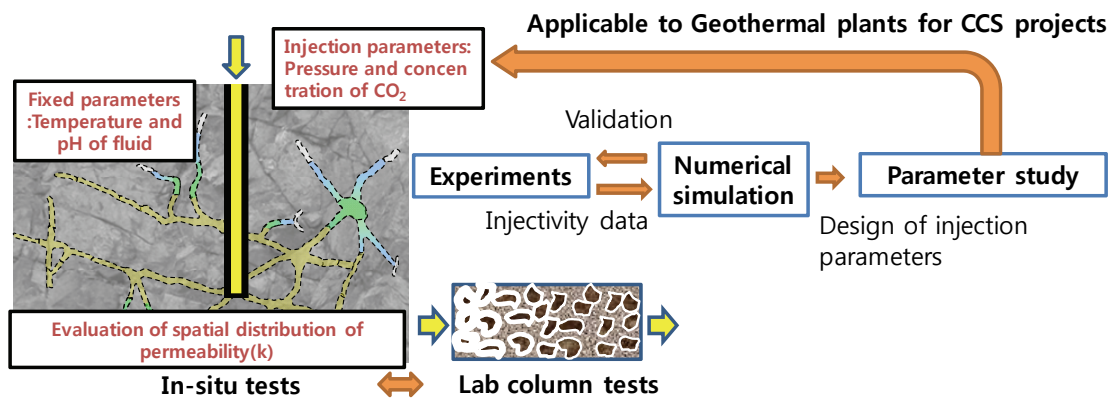 Applicable to Geothermal plants for CCS projects
Injection parameters:
Pressure and concen
tration of CO₂
Fixed parameters
:Temperature and
pH of fluid
Validation
Experiments
Numerical
simulation
Parameter study
Injectivity data
Design of injection
parameters
Evaluation of spatial distribution of
permeability(k)
In-situ tests
Lab column tests